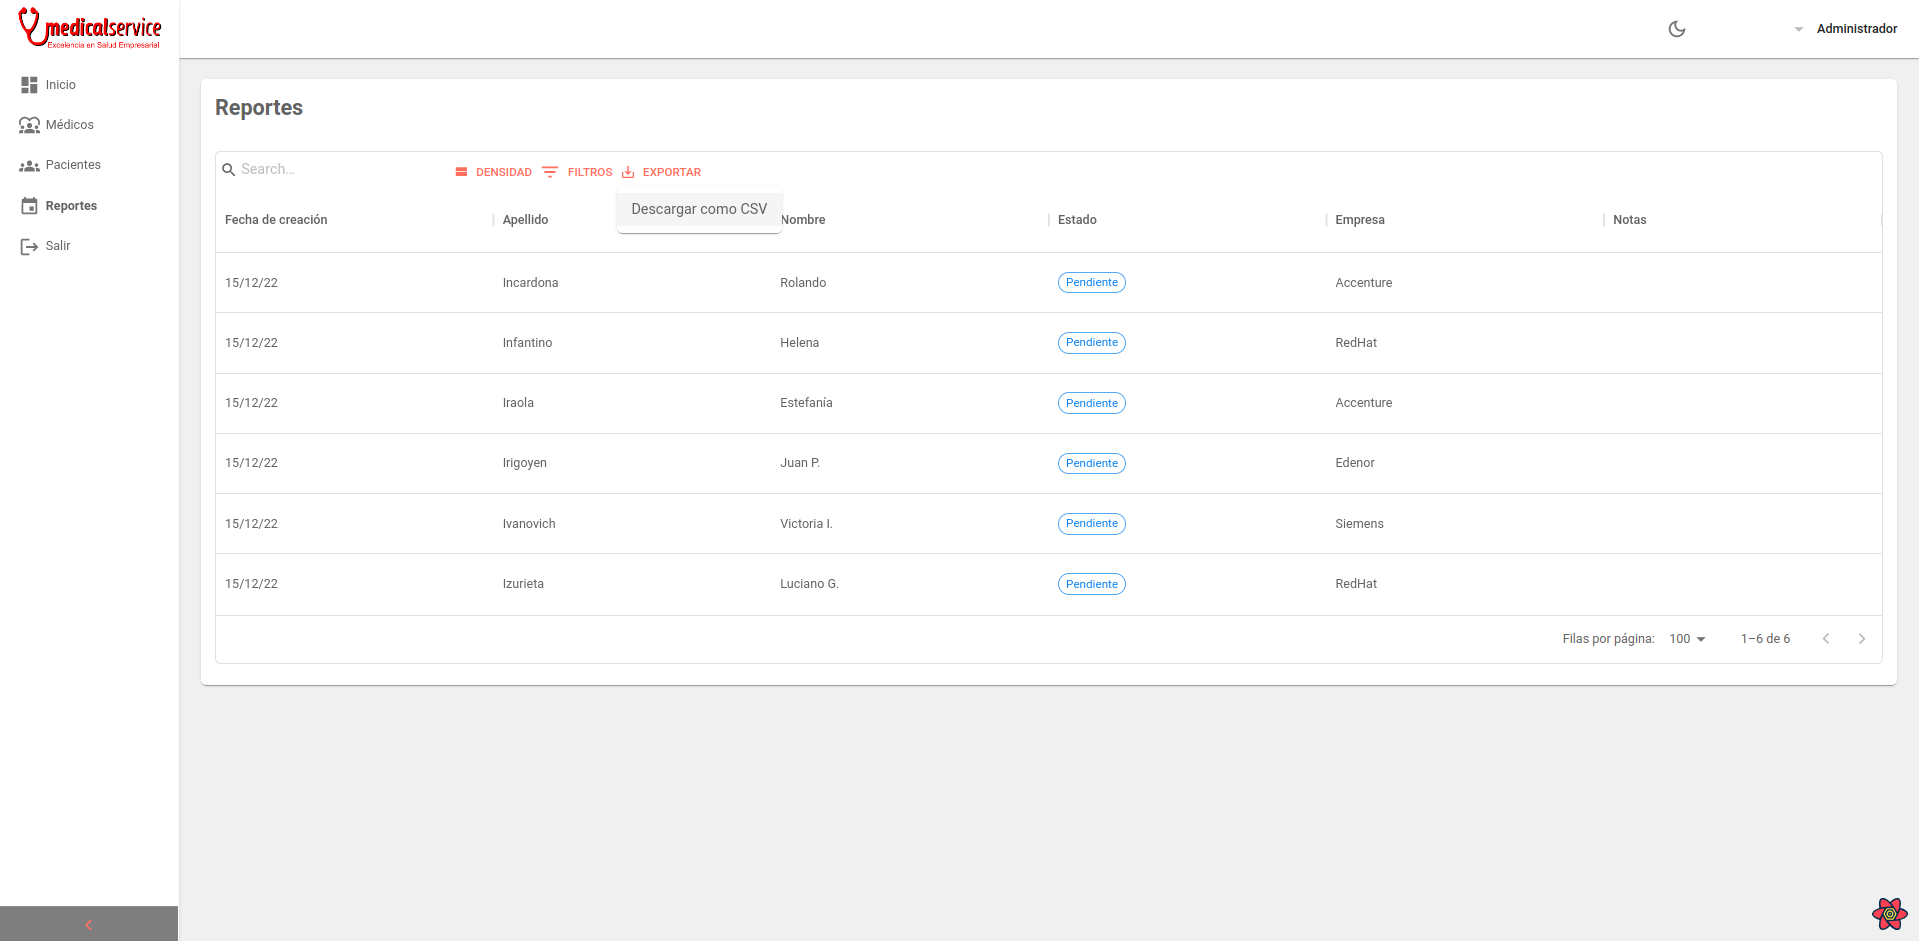 medicalservice
Excelencia en Salud Empresarial
Administrador
Inicio
Médicos
Pacientes
Reportes
Salir
Reportes
Search…
DENSIDAD FILTROS EXPORTAR
Descargar como CSV
Fecha de creación Apellido Nombre Estado Empresa Notas
15/12/22 Incardona Rolando Pendiente Accenture
15/12/22 Infantino Helena Pendiente RedHat
15/12/22 Iraola Estefanía Pendiente Accenture
15/12/22 Irigoyen Juan P. Pendiente Edenor
15/12/22 Ivanovich Victoria I. Pendiente Siemens
15/12/22 Izurieta Luciano G. Pendiente RedHat
Filas por página: 100 1–6 de 6